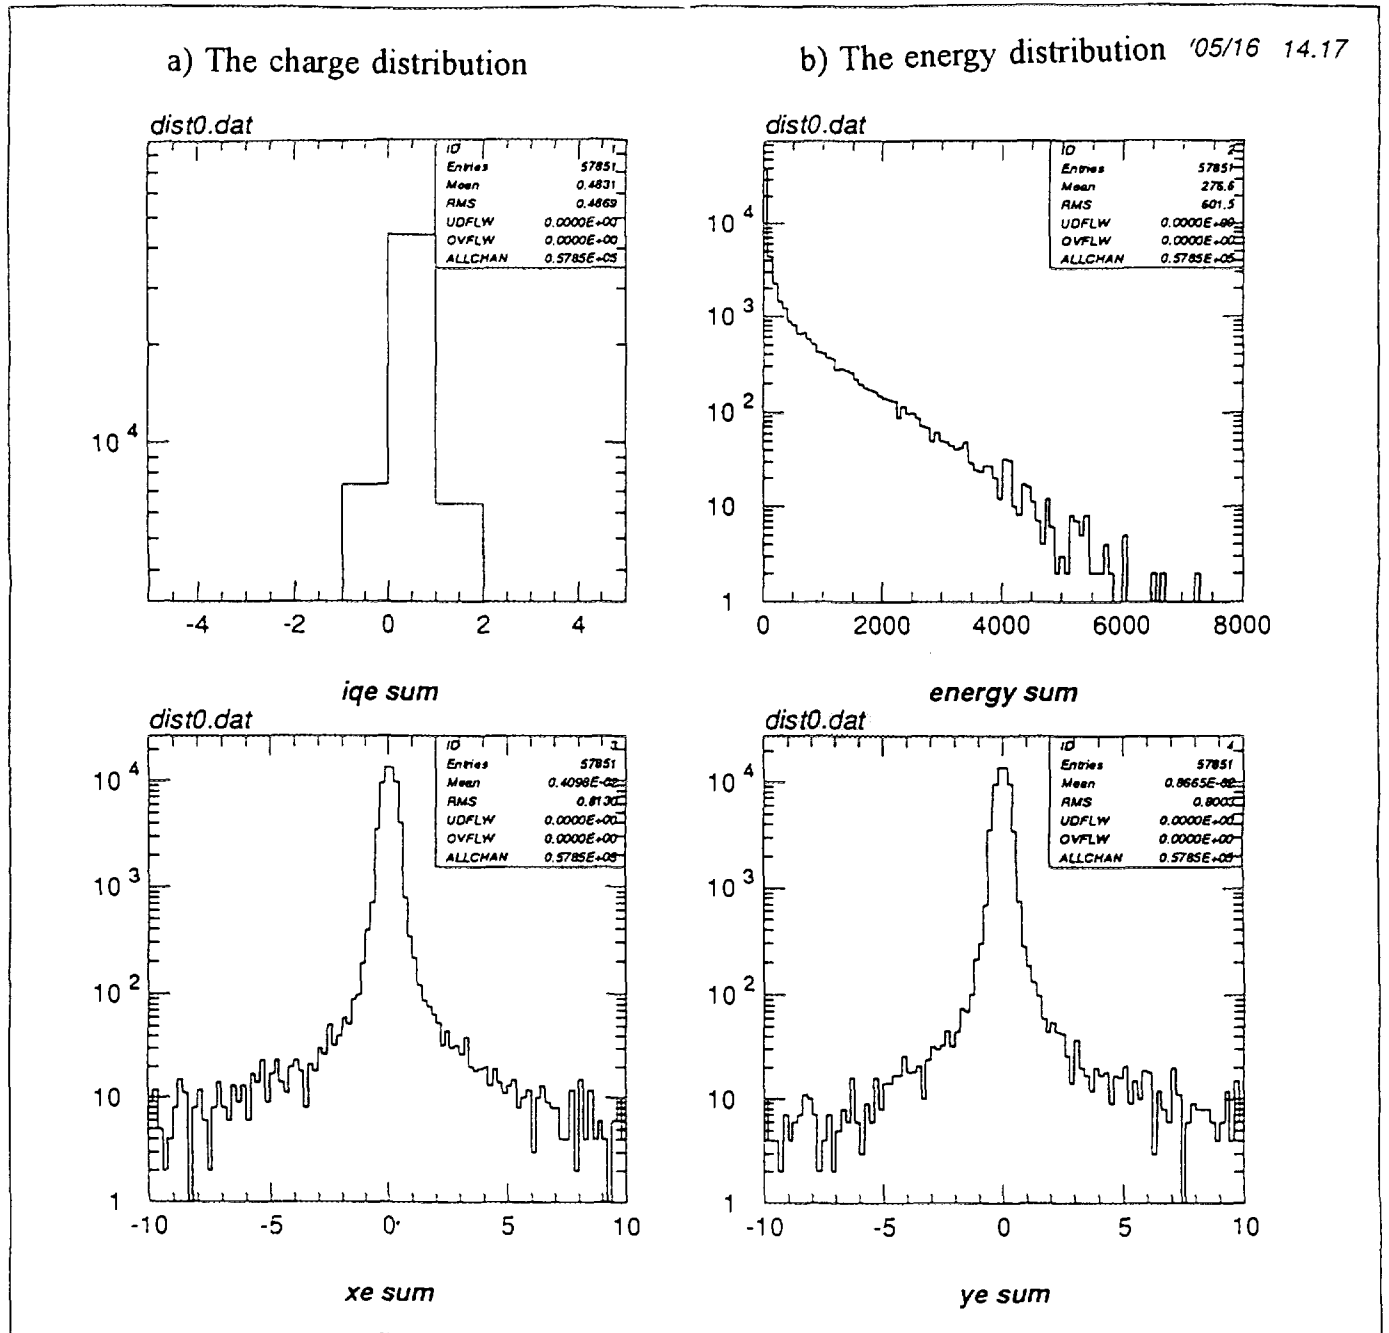 a) The charge distribution
b) The energy distribution '05/16 14.17
dist0.dat
ID 1
Entries 57851
Mean 0.4831
RMS 0.4869
UDFLW 0.0000E+00
OVFLW 0.0000E+00
ALLCHAN 0.5785E+05
10 4
-4 -2 0 2 4
iqe sum
dist0.dat
ID 2
Entries 57851
Mean 276.6
RMS 601.5
UDFLW 0.0000E+00
OVFLW 0.0000E+00
ALLCHAN 0.5785E+05
10 4
10 3
10 2
10
1
0 2000 4000 6000 8000
energy sum
dist0.dat
ID 3
Entries 57851
Mean 0.4098E-02
RMS 0.8130
UDFLW 0.0000E+00
OVFLW 0.0000E+00
ALLCHAN 0.5785E+05
10 4
10 3
10 2
10
1
-10 -5 0 5 10
xe sum
dist0.dat
ID 4
Entries 57851
Mean 0.8665E-02
RMS 0.8003
UDFLW 0.0000E+00
OVFLW 0.0000E+00
ALLCHAN 0.5785E+05
10 4
10 3
10 2
10
1
-10 -5 0 5 10
ye sum